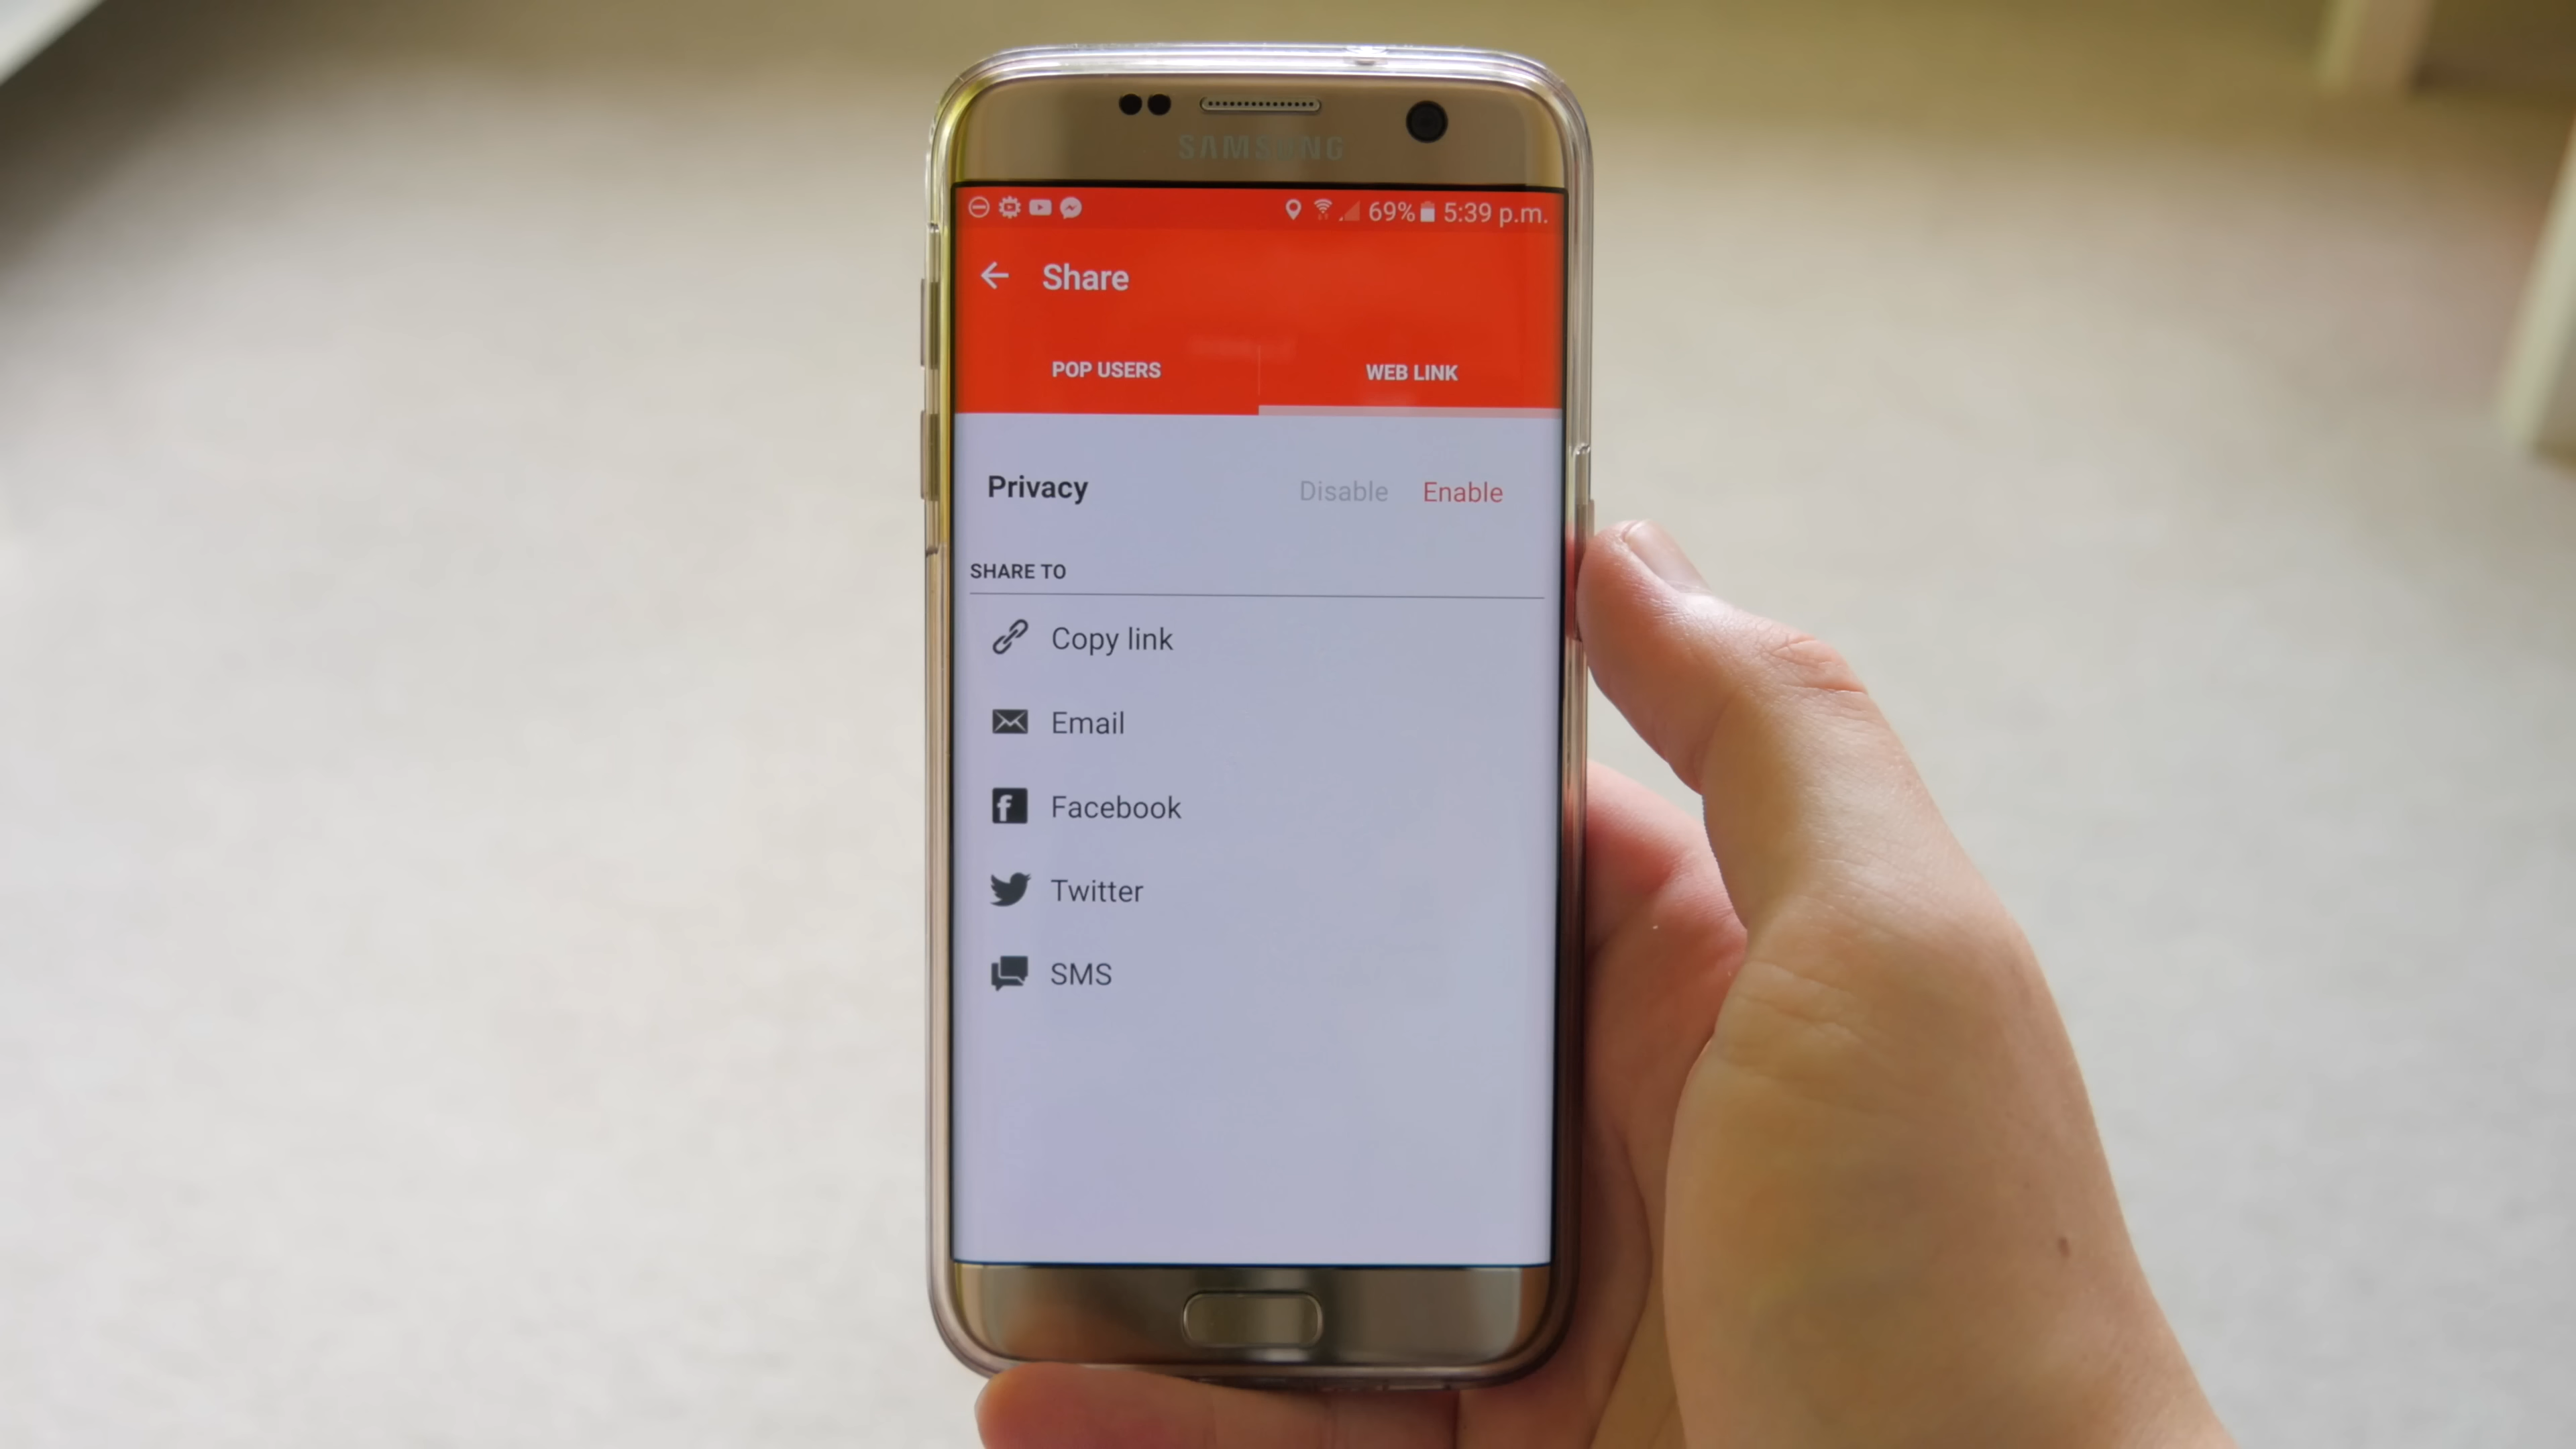 SAMSUNG
69% 5:39 p.m.
Share
POP USERS WEB LINK
Privacy Disable Enable
SHARE TO
Copy link
Email
Facebook
Twitter
SMS